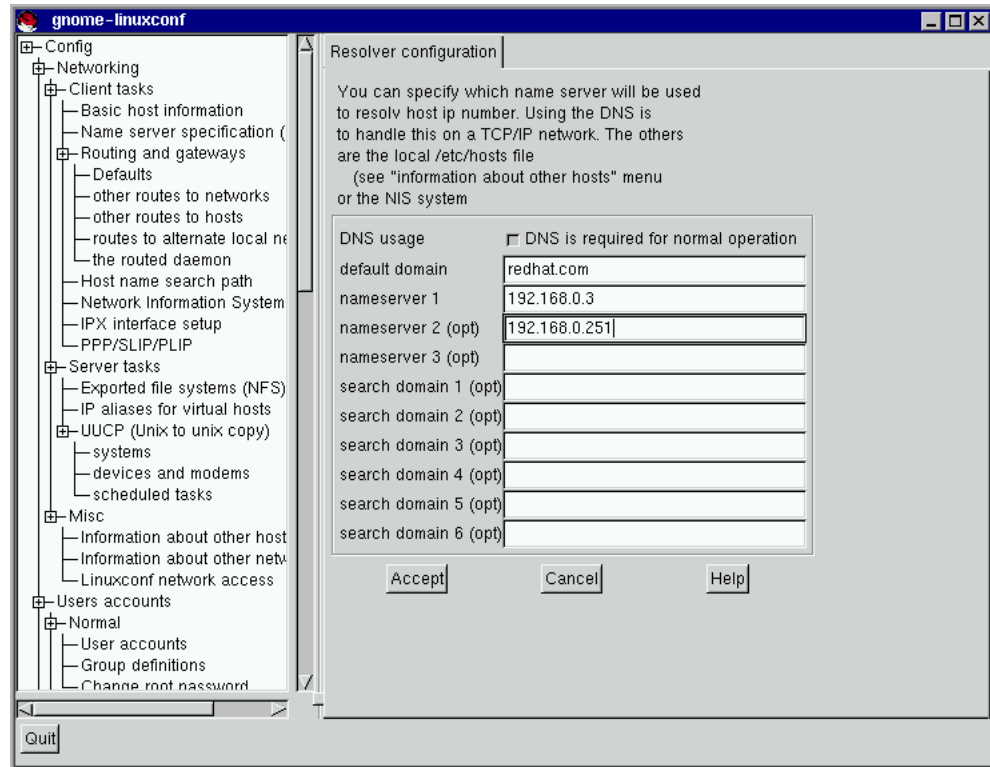 gnome-linuxconf
Config
Networking
Client tasks
Basic host information
Name server specification (
Routing and gateways
Defaults
other routes to networks
other routes to hosts
routes to alternate local ne
the routed daemon
Host name search path
Network Information System
IPX interface setup
PPP/SLIP/PLIP
Server tasks
Exported file systems (NFS)
IP aliases for virtual hosts
UUCP (Unix to unix copy)
systems
devices and modems
scheduled tasks
Misc
Information about other host
Information about other netw
Linuxconf network access
Users accounts
Normal
User accounts
Group definitions
Change root password
Resolver configuration
You can specify which name server will be used
to resolv host ip number. Using the DNS is
to handle this on a TCP/IP network. The others
are the local /etc/hosts file
(see "information about other hosts" menu
or the NIS system
DNS usage DNS is required for normal operation
default domain redhat.com
nameserver 1 192.168.0.3
nameserver 2 (opt) 192.168.0.251
nameserver 3 (opt)
search domain 1 (opt)
search domain 2 (opt)
search domain 3 (opt)
search domain 4 (opt)
search domain 5 (opt)
search domain 6 (opt)
Accept Cancel Help
Quit